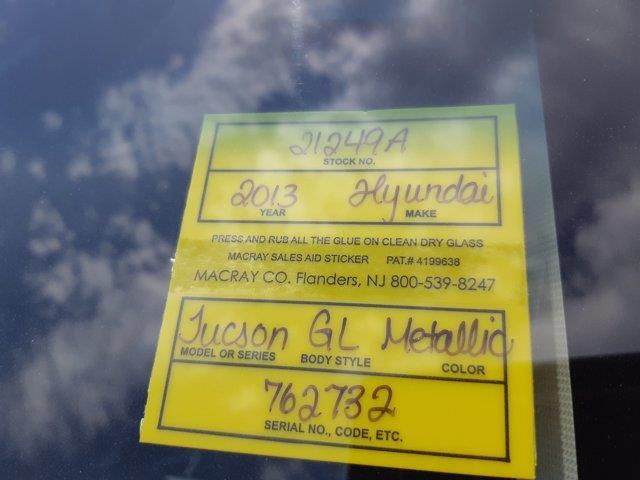 21249A
STOCK NO.
2013 Hyundai
YEAR MAKE
PRESS AND RUB ALL THE GLUE ON CLEAN DRY GLASS
MACRAY SALES AID STICKER PAT.# 4199638
MACRAY CO. Flanders, NJ 800-539-8247
Tucson GL Metallic
MODEL OR SERIES BODY STYLE COLOR
762732
SERIAL NO., CODE, ETC.